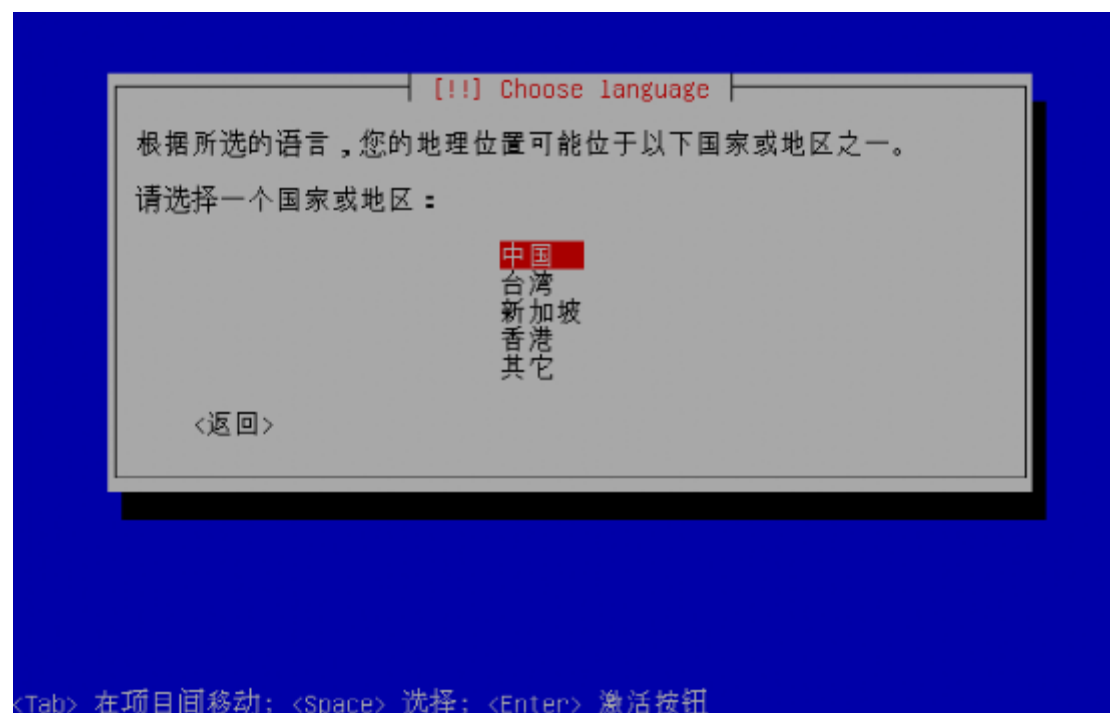 [!!] Choose language
根据所选的语言,您的地理位置可能位于以下国家或地区之一。
请选择一个国家或地区:
中国
台湾
新加坡
香港
其它
<返回>
<Tab> 在项目间移动; <Space> 选择; <Enter> 激活按钮